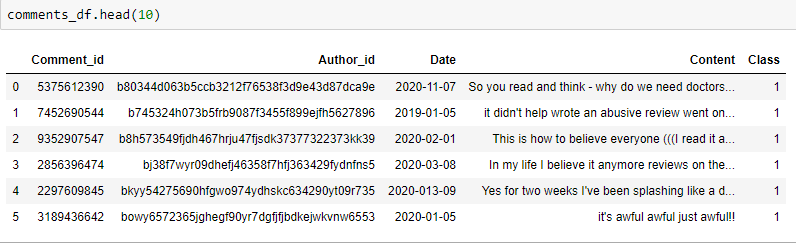 comments_df.head(10)
Comment_id Author_id Date Content Class
0 5375612390 b80344d063b5ccb3212f76538f3d9e43d87dca9e 2020-11-07 So you read and think - why do we need doctors... 1
1 7452690544 b745324h073b5frb9087f3455f899ejfh5627896 2019-01-05 it didn't help wrote an abusive review went on... 1
2 9352907547 b8h573549fjdh467hrju47fjsdk37377322373kk39 2020-02-01 This is how to believe everyone (((I read it a... 1
3 2856396474 bj38f7wyr09dhefj46358f7hfj363429fydnfns5 2020-03-08 In my life I believe it anymore reviews on the... 1
4 2297609845 bkyy54275690hfgwo974ydhskc634290yt09r735 2020-013-09 Yes for two weeks I've been splashing like a d... 1
5 3189436642 bowy6572365jghegf90yr7dgfjfjbdkejwkvnw6553 2020-01-05 it's awful awful just awful!! 1